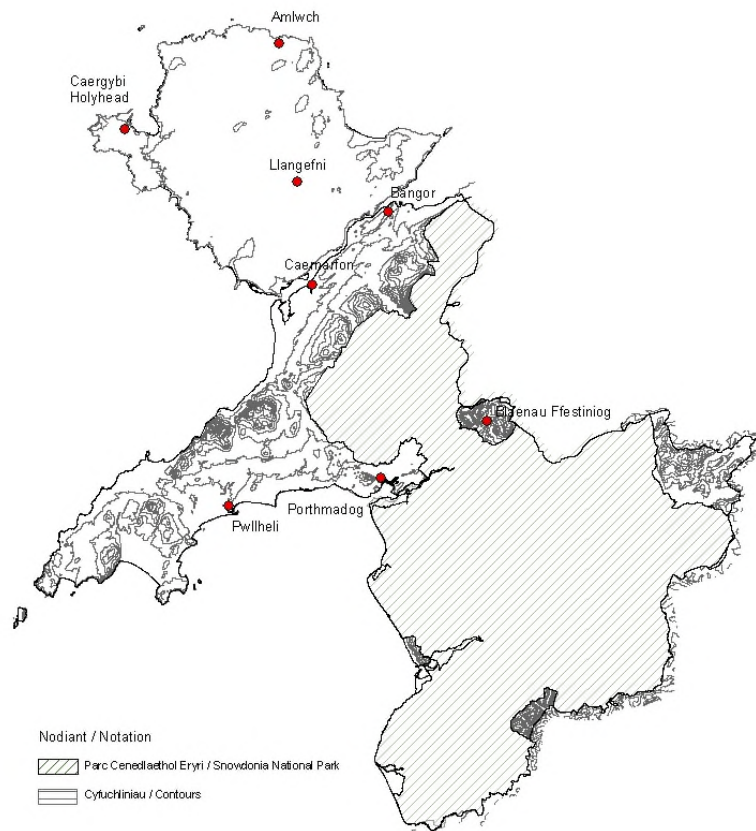 Amlwch
Caergybi
Holyhead
Llangefni
Bangor
Caernarfon
Blaenau Ffestiniog
Porthmadog
Pwllheli
Nodiant / Notation
Parc Cenedlaethol Eryri / Snowdonia National Park
Cyfuchliniau / Contours